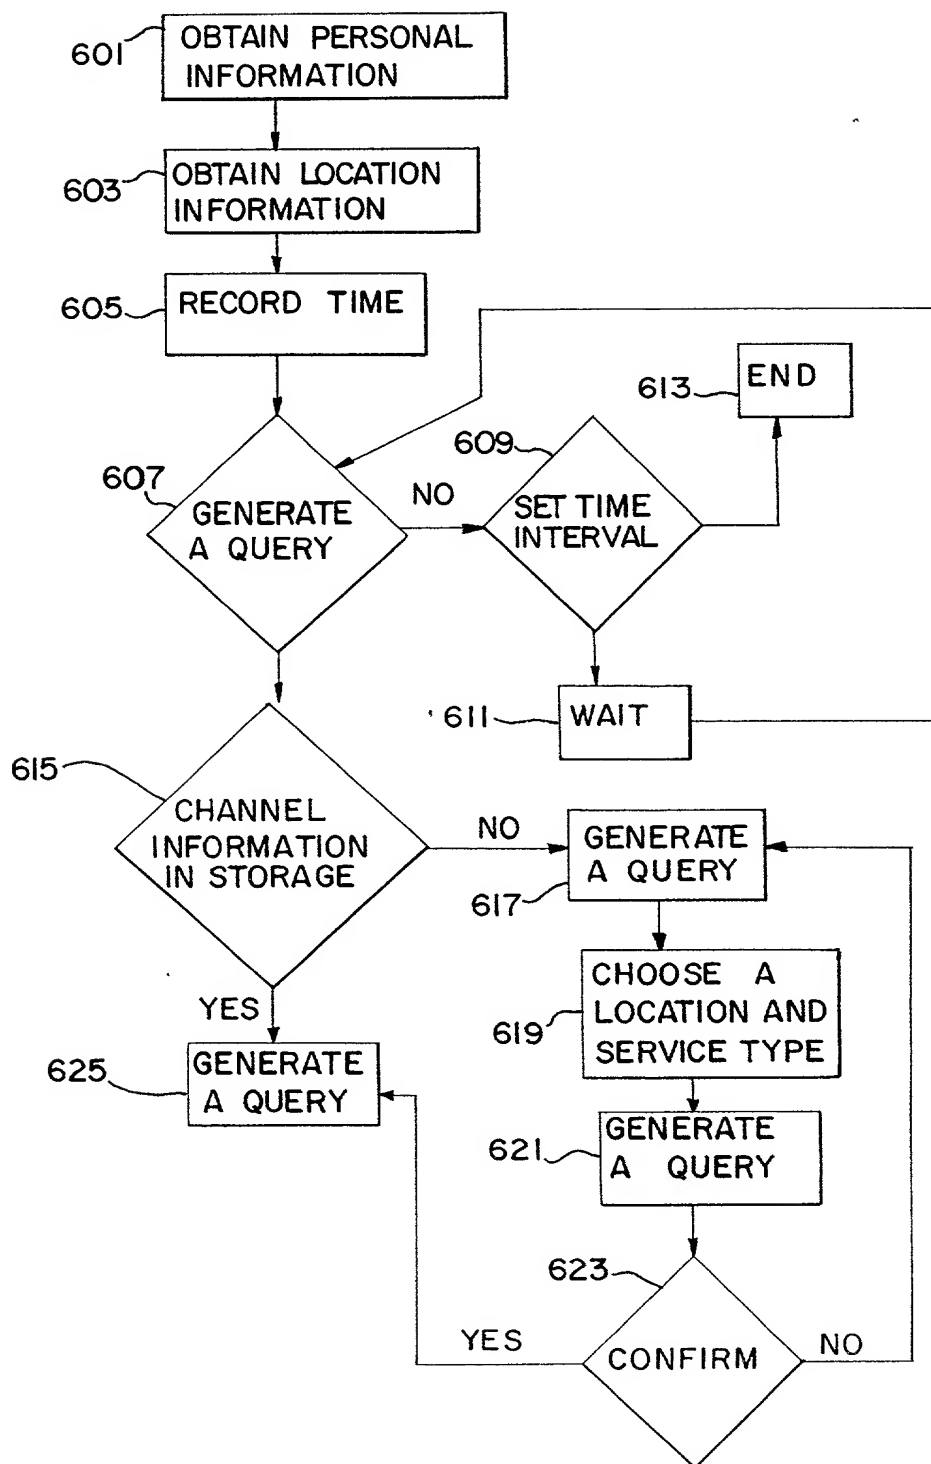 601
OBTAIN PERSONAL
INFORMATION
603
OBTAIN LOCATION
INFORMATION
605
RECORD TIME
607
GENERATE
A QUERY
NO
609
SET TIME
INTERVAL
613
END
611
WAIT
615
CHANNEL
INFORMATION
IN STORAGE
NO
YES
617
GENERATE
A QUERY
619
CHOOSE A
LOCATION AND
SERVICE TYPE
625
GENERATE
A QUERY
621
GENERATE
A QUERY
623
CONFIRM
YES
NO